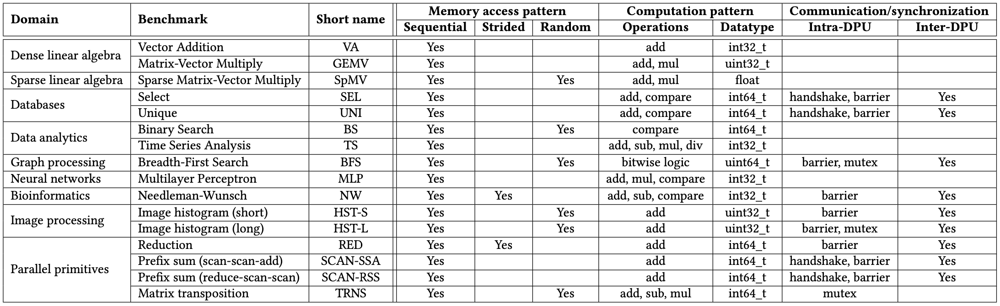 Domain Benchmark Short name Memory access pattern Computation pattern Communication/synchronization
Sequential Strided Random Operations Datatype Intra-DPU Inter-DPU
Dense linear algebra Vector Addition VA Yes add int32_t
Matrix-Vector Multiply GEMV Yes add, mul uint32_t
Sparse linear algebra Sparse Matrix-Vector Multiply SpMV Yes Yes add, mul float
Databases Select SEL Yes add, compare int64_t handshake, barrier Yes
Unique UNI Yes add, compare int64_t handshake, barrier Yes
Data analytics Binary Search BS Yes Yes compare int64_t
Time Series Analysis TS Yes add, sub, mul, div int32_t
Graph processing Breadth-First Search BFS Yes Yes bitwise logic uint64_t barrier, mutex Yes
Neural networks Multilayer Perceptron MLP Yes add, mul, compare int32_t
Bioinformatics Needleman-Wunsch NW Yes Yes add, sub, compare int32_t barrier Yes
Image processing Image histogram (short) HST-S Yes Yes add uint32_t barrier Yes
Image histogram (long) HST-L Yes Yes add uint32_t barrier, mutex Yes
Parallel primitives Reduction RED Yes Yes add int64_t barrier Yes
Prefix sum (scan-scan-add) SCAN-SSA Yes add int64_t handshake, barrier Yes
Prefix sum (reduce-scan-scan) SCAN-RSS Yes add int64_t handshake, barrier Yes
Matrix transposition TRNS Yes Yes add, sub, mul int64_t mutex